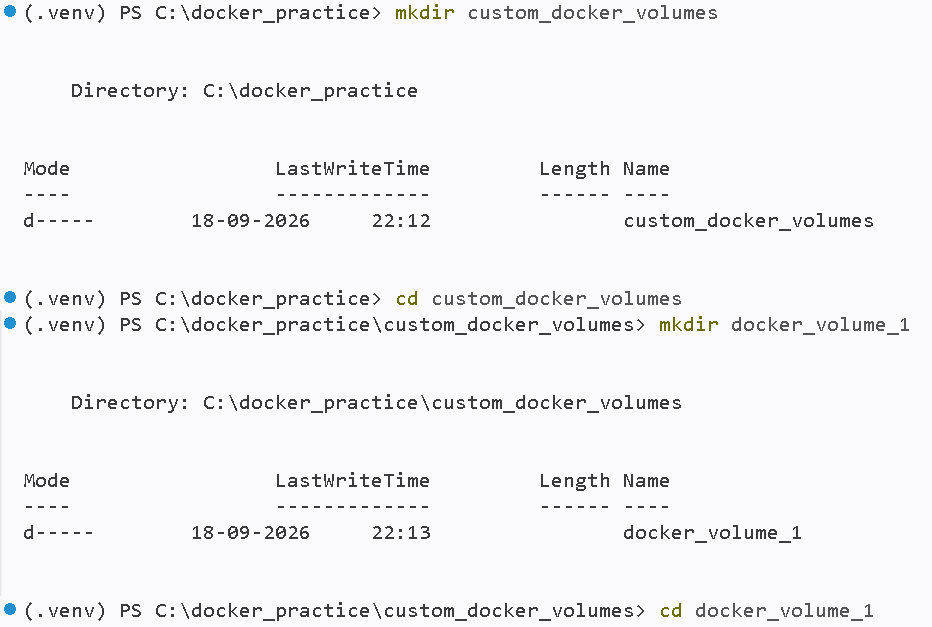 (.venv) PS C:\docker_practice> mkdir custom_docker_volumes
Directory: C:\docker_practice
Mode LastWriteTime Length Name
---- ------------- ------ ----
d----- 18-09-2026 22:12 custom_docker_volumes
(.venv) PS C:\docker_practice> cd custom_docker_volumes
(.venv) PS C:\docker_practice\custom_docker_volumes> mkdir docker_volume_1
Directory: C:\docker_practice\custom_docker_volumes
Mode LastWriteTime Length Name
---- ------------- ------ ----
d----- 18-09-2026 22:13 docker_volume_1
(.venv) PS C:\docker_practice\custom_docker_volumes> cd docker_volume_1